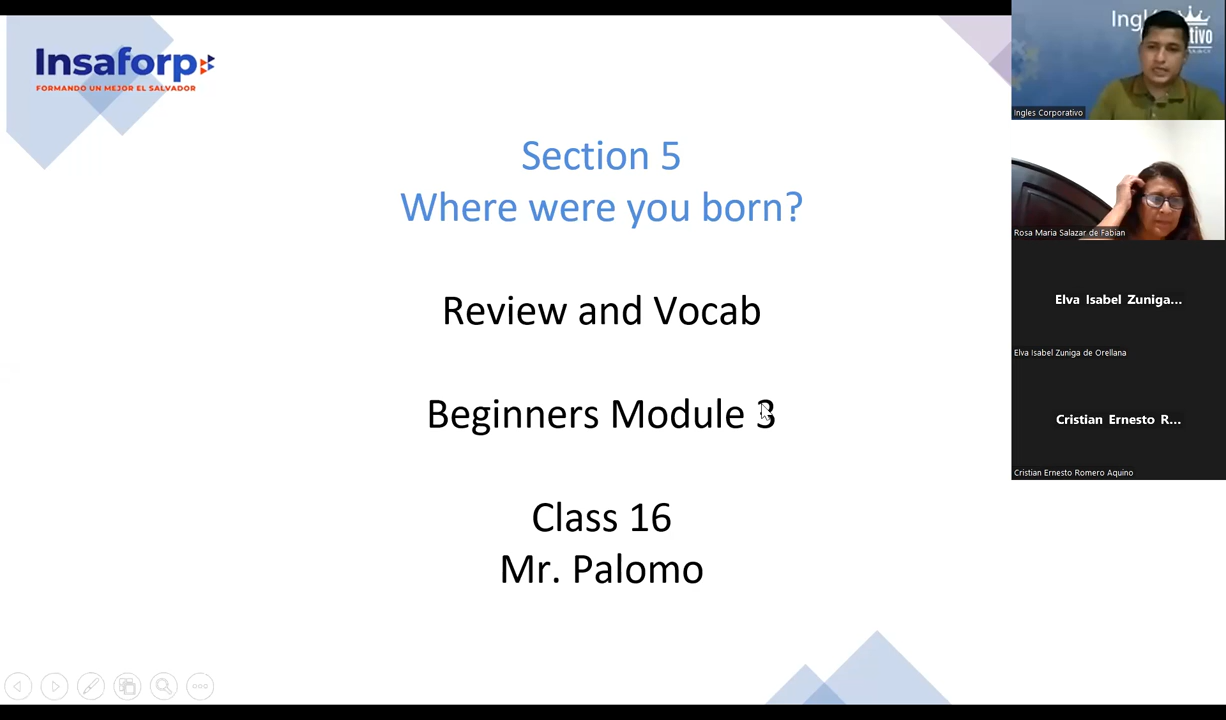 Insaforp
FORMANDO UN MEJOR EL SALVADOR
Section 5
Where were you born?
Review and Vocab
Beginners Module 3
Class 16
Mr. Palomo
Ingles Corporativo
Rosa Maria Salazar de Fabian
Elva Isabel Zuniga...
Elva Isabel Zuniga de Orellana
Cristian Ernesto R...
Cristian Ernesto Romero Aquino